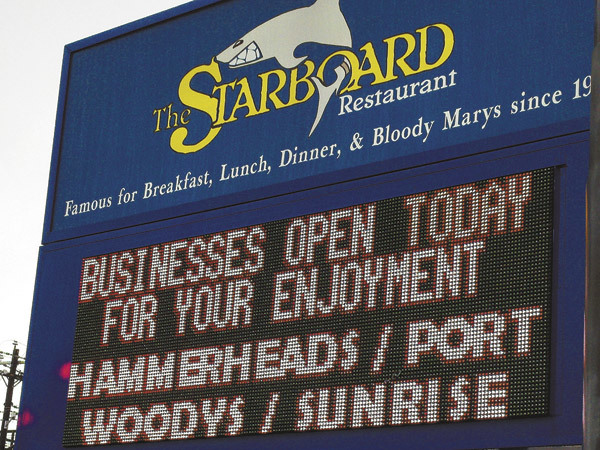 The STARBOARD
Restaurant
Famous for Breakfast, Lunch, Dinner, & Bloody Marys since 19
BUSINESSES OPEN TODAY
FOR YOUR ENJOYMENT
HAMMERHEADS / PORT
WOODYS / SUNRISE